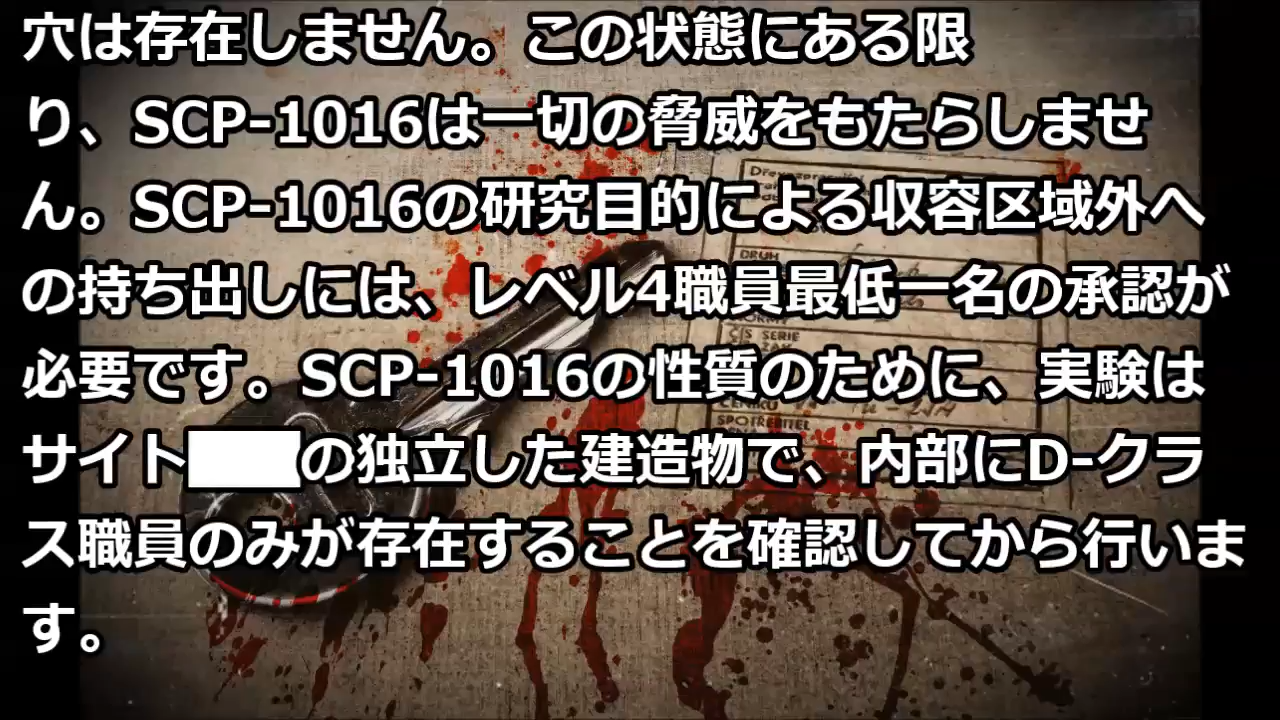 穴は存在しません。この状態にある限
り、SCP-1016は一切の脅威をもたらしませ
ん。SCP-1016の研究目的による収容区域外へ
の持ち出しには、レベル4職員最低一名の承認が
必要です。SCP-1016の性質のために、実験は
サイト███の独立した建造物で、内部にD-クラ
ス職員のみが存在することを確認してから行いま
す。
DRUH
ČÍS SERIE
CENÍKU
SPOTŘEBITEL